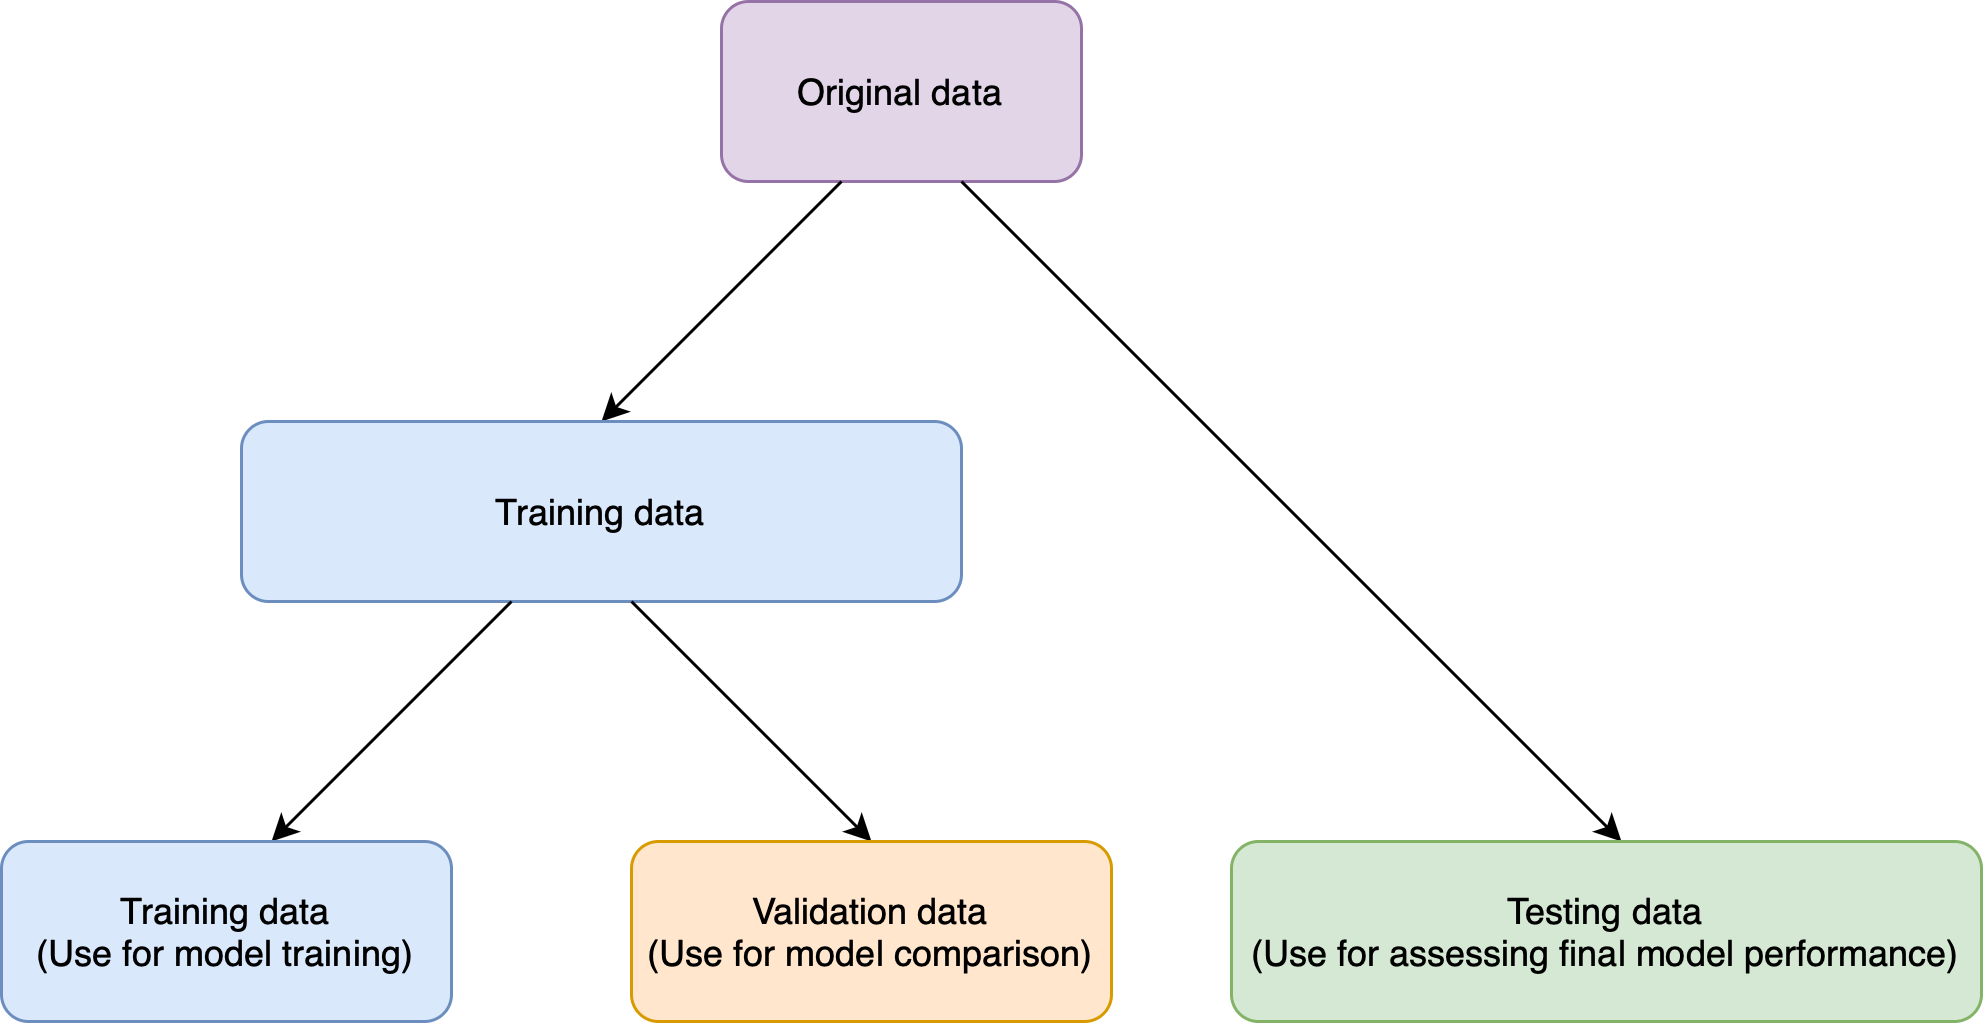 Original data
Training data
Training data
(Use for model training)
Validation data
(Use for model comparison)
Testing data
(Use for assessing final model performance)